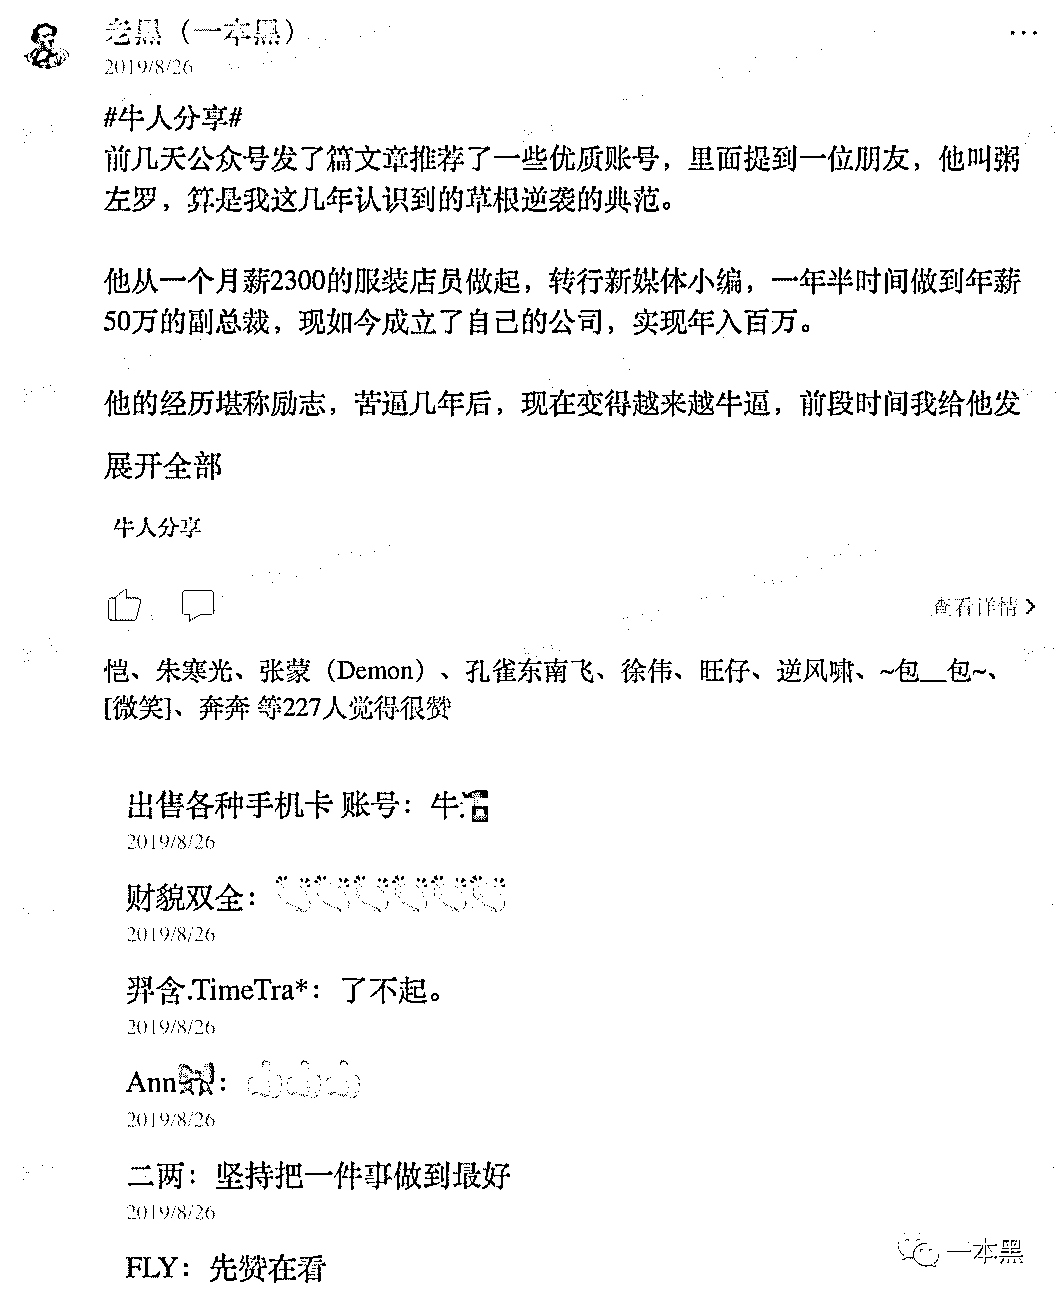 老黑（一本黑）
2019/8/26
#牛人分享#
前几天公众号发了篇文章推荐了一些优质账号，里面提到一位朋友，他叫粥
左罗，算是我这几年认识到的草根逆袭的典范。
他从一个月薪2300的服装店员做起，转行新媒体小编，一年半时间做到年薪
50万的副总裁，现如今成立了自己的公司，实现年入百万。
他的经历堪称励志，苦逼几年后，现在变得越来越牛逼，前段时间我给他发
展开全部
牛人分享
查看详情
恺、朱寒光、张蒙（Demon）、孔雀东南飞、徐伟、旺仔、逆风啸、~包__包~、
[微笑]、奔奔 等227人觉得很赞
出售各种手机卡 账号：牛
2019/8/26
财貌双全：
2019/8/26
羿含.TimeTra*：了不起。
2019/8/26
Ann：
2019/8/26
二两：坚持把一件事做到最好
2019/8/26
FLY：先赞在看
一本黑